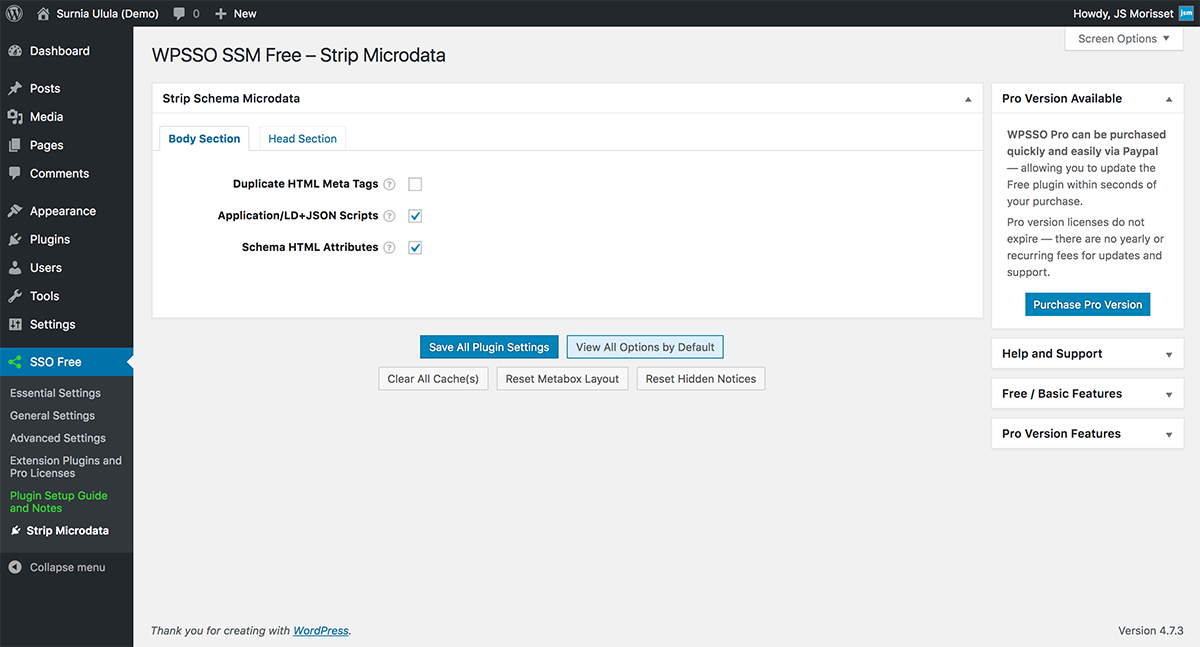 Surnia Ulula (Demo) 0 New
Howdy, JS Morisset jsm
Screen Options
Dashboard
Posts
Media
Pages
Comments
Appearance
Plugins
Users
Tools
Settings
SSO Free
Essential Settings
General Settings
Advanced Settings
Extension Plugins and
Pro Licenses
Plugin Setup Guide
and Notes
Strip Microdata
Collapse menu
WPSSO SSM Free – Strip Microdata
Strip Schema Microdata
Body Section Head Section
Duplicate HTML Meta Tags ?
Application/LD+JSON Scripts ?
Schema HTML Attributes ?
Save All Plugin Settings View All Options by Default
Clear All Cache(s) Reset Metabox Layout Reset Hidden Notices
Pro Version Available
WPSSO Pro can be purchased
quickly and easily via Paypal
— allowing you to update the
Free plugin within seconds of
your purchase.
Pro version licenses do not
expire — there are no yearly or
recurring fees for updates and
support.
Purchase Pro Version
Help and Support
Free / Basic Features
Pro Version Features
Thank you for creating with WordPress.
Version 4.7.3